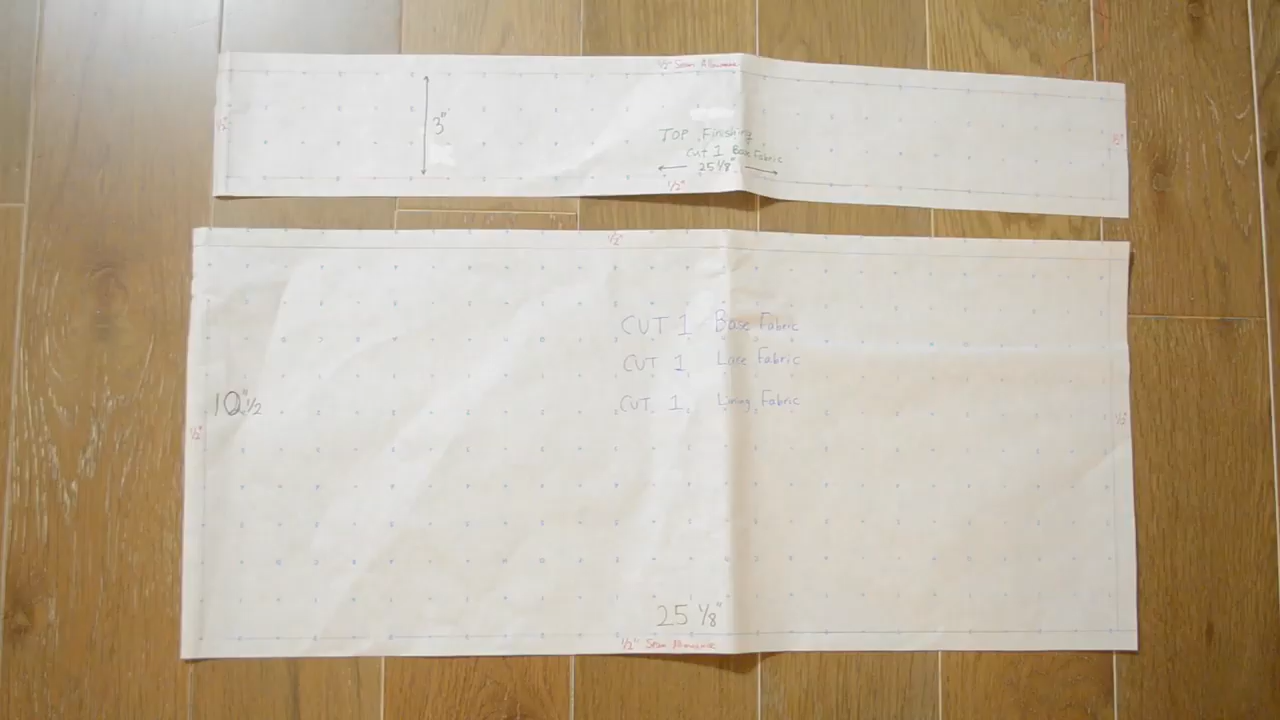 1/2" Seam Allowance
3"
1/2"
TOP Finishing
Cut 1 Base Fabric
25 1/8"
1/2"
1/2"
CUT 1 Base Fabric
CUT 1 Lace Fabric
10" 1/2
CUT 1 Lining Fabric
1/2"
1/2"
25 1/8"
1/2" Seam Allowance